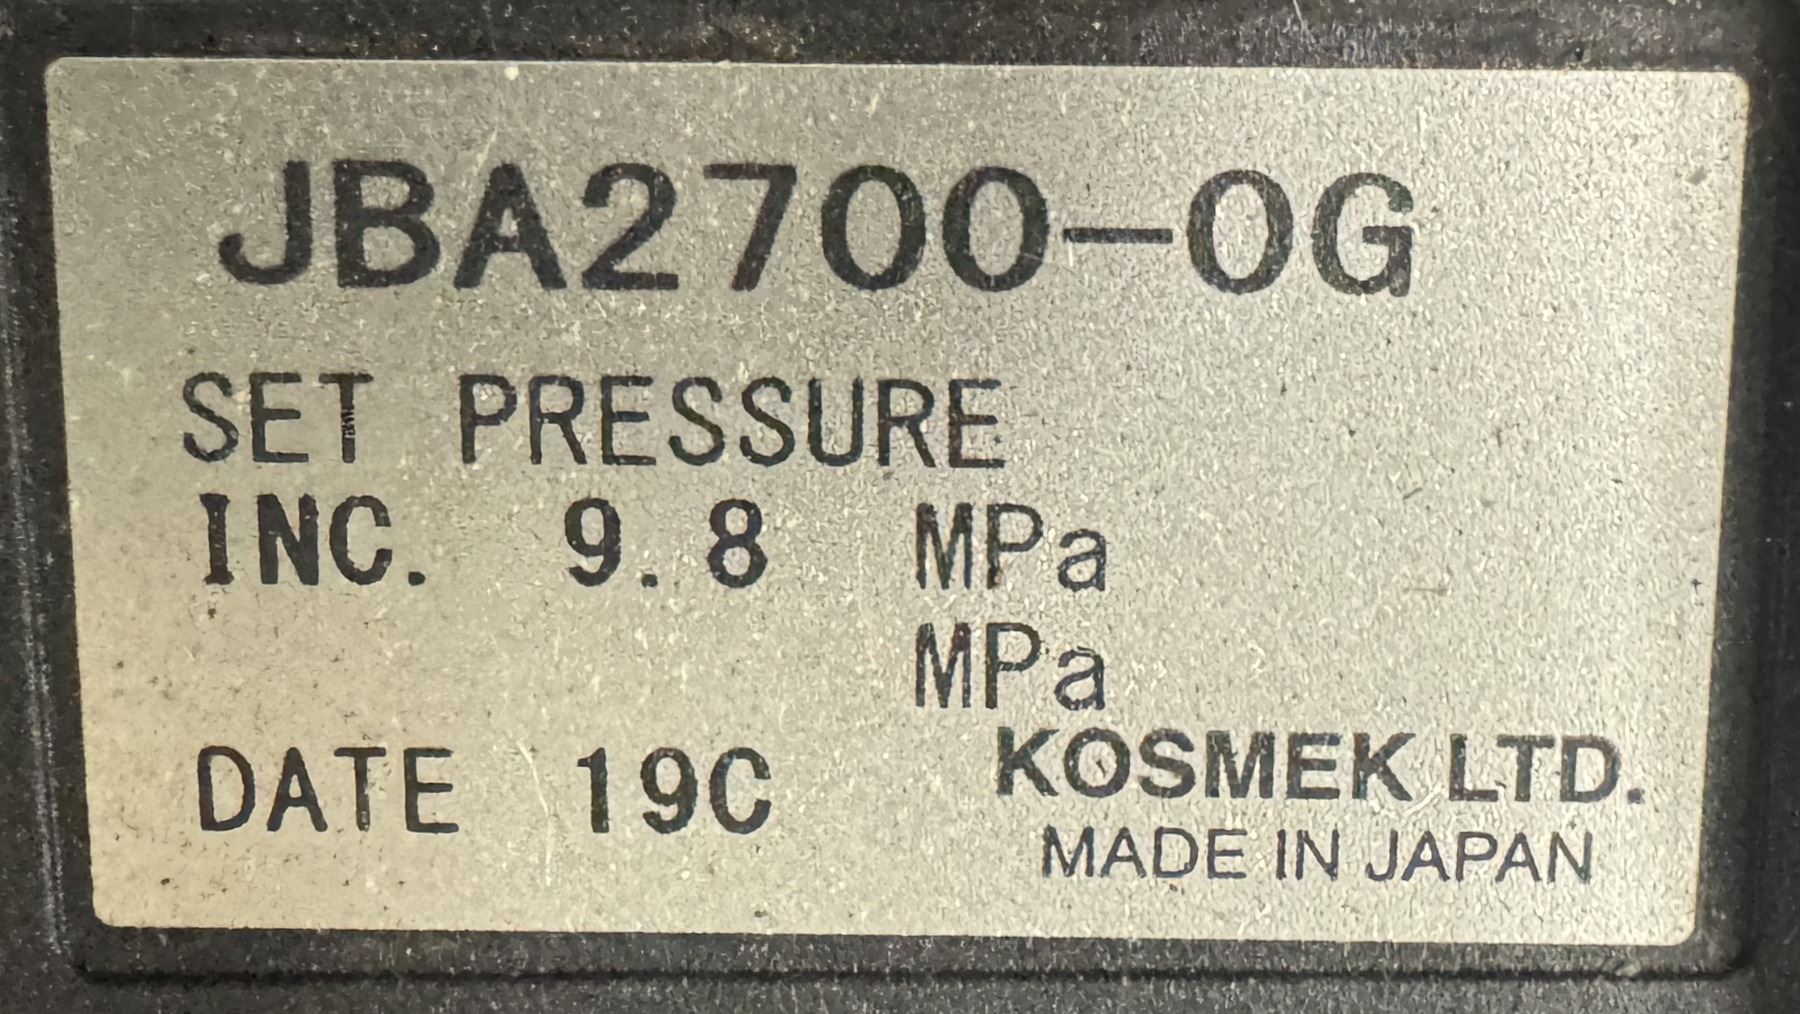 JBA2700-0G
SET PRESSURE
INC. 9.8 MPa
MPa
DATE 19C
KOSMEK LTD.
MADE IN JAPAN